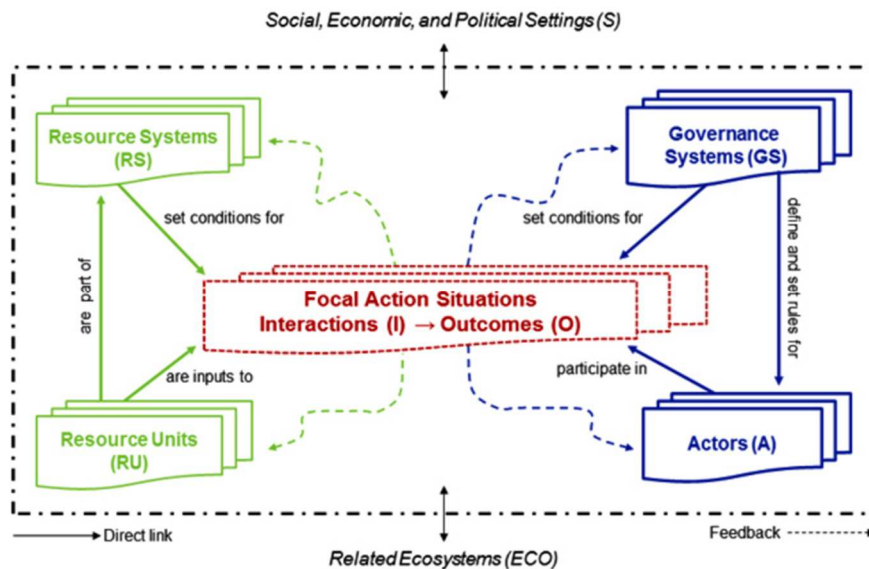 Social, Economic, and Political Settings (S)
Resource Systems
(RS)
Governance
Systems (GS)
set conditions for
set conditions for
are part of
define and set rules for
Focal Action Situations
Interactions (I) → Outcomes (O)
are inputs to
participate in
Resource Units
(RU)
Actors (A)
Direct link
Feedback
Related Ecosystems (ECO)